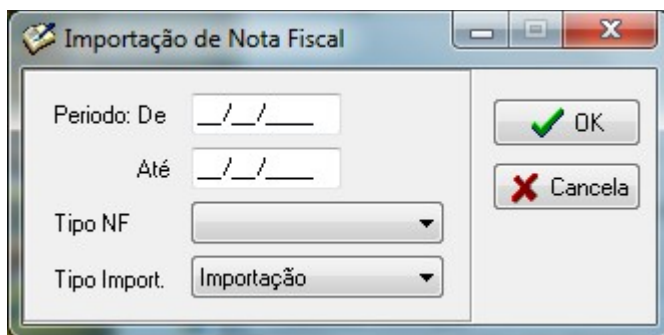 Importação de Nota Fiscal
Periodo: De __/__/____
OK
Até __/__/____
Cancela
Tipo NF
Tipo Import. Importação